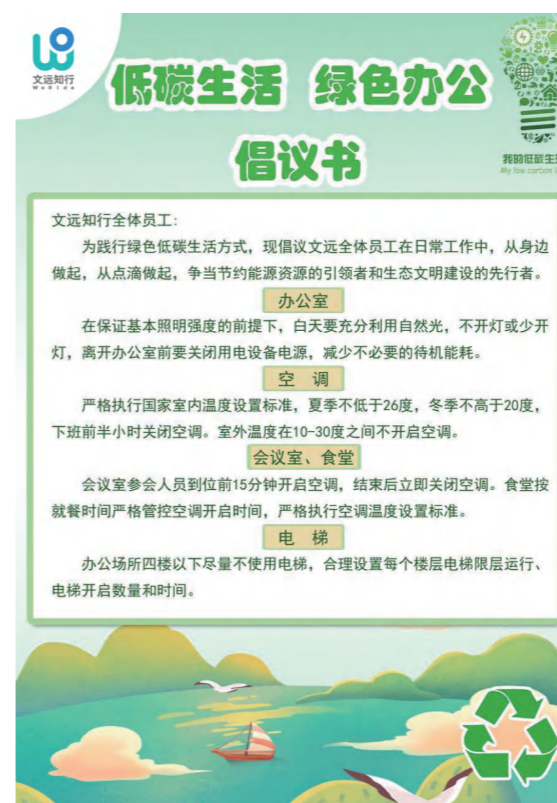 文远知行
WeRide
低碳生活 绿色办公
倡议书
我的低碳生
My low carbon l
文远知行全体员工:
为践行绿色低碳生活方式，现倡议文远全体员工在日常工作中，从身边
做起，从点滴做起，争当节约能源资源的引领者和生态文明建设的先行者。
办公室
在保证基本照明强度的前提下，白天要充分利用自然光，不开灯或少开
灯，离开办公室前要关闭用电设备电源，减少不必要的待机能耗。
空 调
严格执行国家室内温度设置标准，夏季不低于26度，冬季不高于20度，
下班前半小时关闭空调。室外温度在10-30度之间不开启空调。
会议室、食堂
会议室参会人员到位前15分钟开启空调，结束后立即关闭空调。食堂按
就餐时间严格管控空调开启时间，严格执行空调温度设置标准。
电 梯
办公场所四楼以下尽量不使用电梯，合理设置每个楼层电梯限层运行、
电梯开启数量和时间。